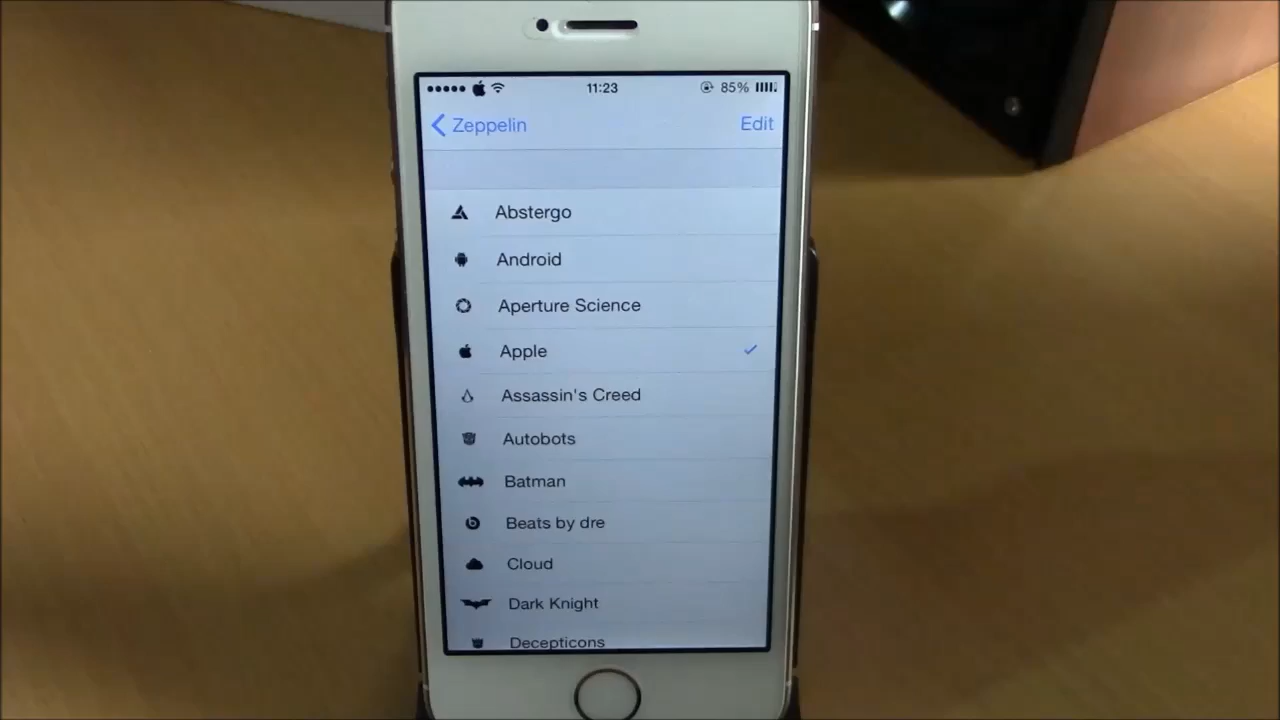 11:23
85%
Zeppelin
Edit
Abstergo
Android
Aperture Science
Apple
Assassin's Creed
Autobots
Batman
Beats by dre
Cloud
Dark Knight
Decepticons